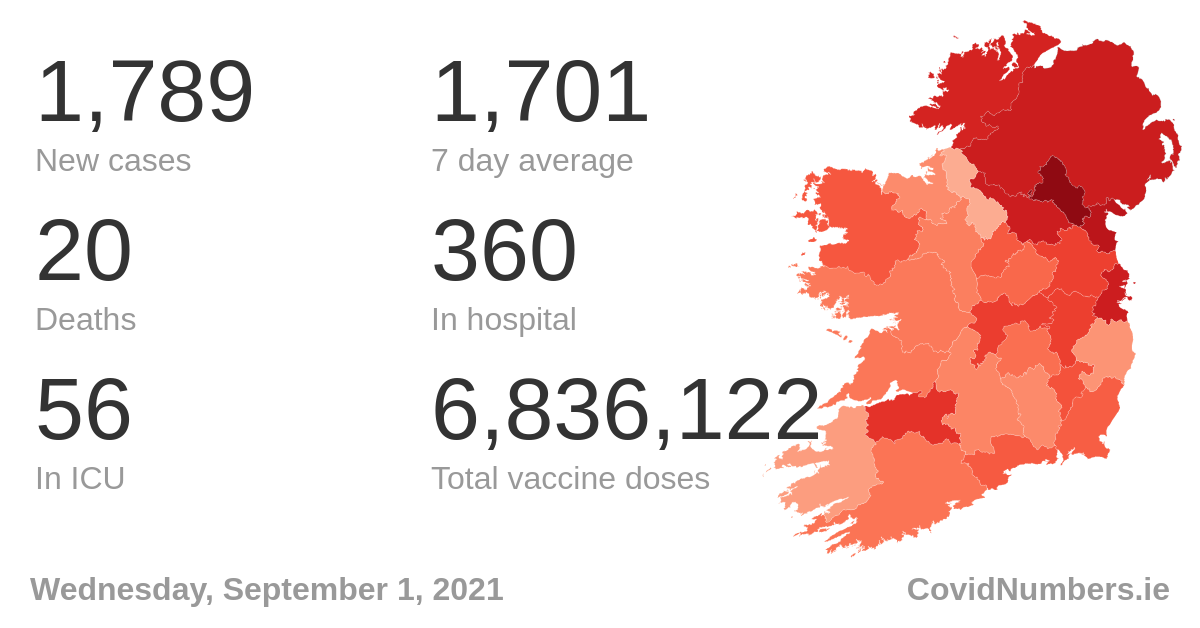 1,789
New cases
1,701
7 day average
20
Deaths
360
In hospital
56
In ICU
6,836,122
Total vaccine doses
Wednesday, September 1, 2021
CovidNumbers.ie